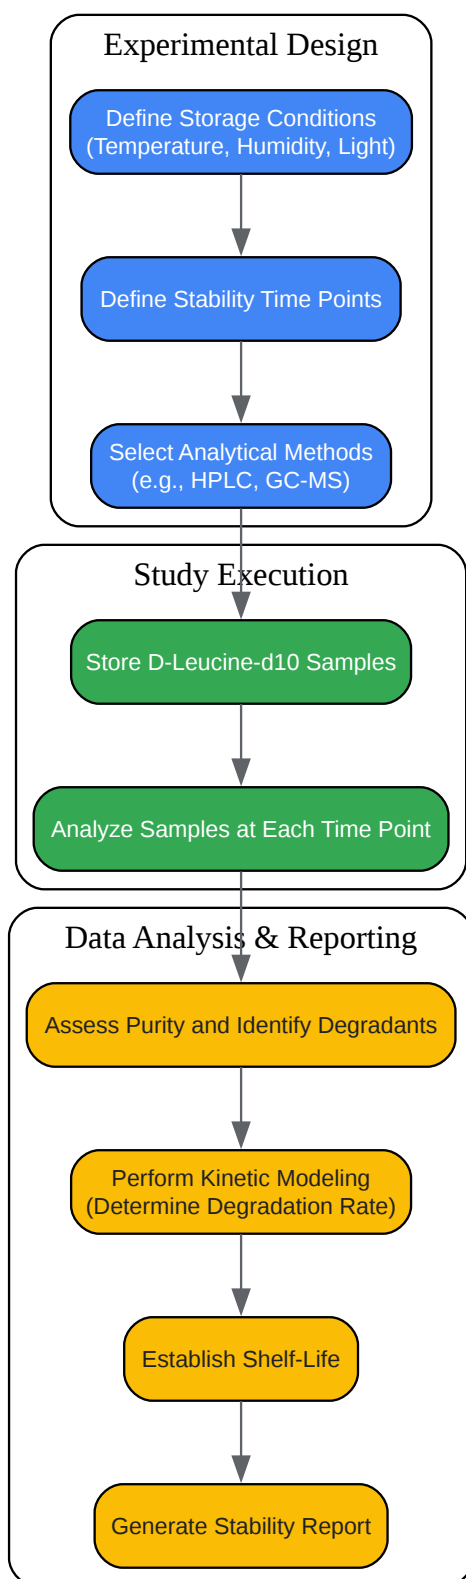 Experimental Design
Define Storage Conditions
(Temperature, Humidity, Light)
Define Stability Time Points
Select Analytical Methods
(e.g., HPLC, GC-MS)
Study Execution
Store D-Leucine-d10 Samples
Analyze Samples at Each Time Point
Data Analysis & Reporting
Assess Purity and Identify Degradants
Perform Kinetic Modeling
(Determine Degradation Rate)
Establish Shelf-Life
Generate Stability Report